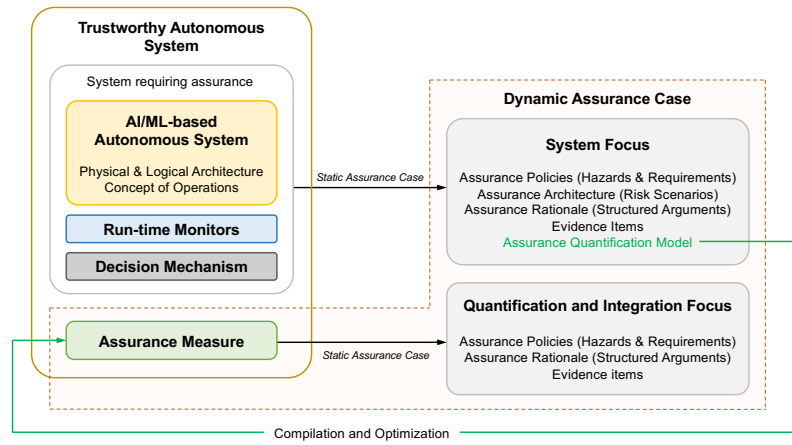 Trustworthy Autonomous
System
System requiring assurance
AI/ML-based
Autonomous System
Physical & Logical Architecture
Concept of Operations
Run-time Monitors
Decision Mechanism
Assurance Measure
Static Assurance Case
Static Assurance Case
Dynamic Assurance Case
System Focus
Assurance Policies (Hazards & Requirements)
Assurance Architecture (Risk Scenarios)
Assurance Rationale (Structured Arguments)
Evidence Items
Assurance Quantification Model
Quantification and Integration Focus
Assurance Policies (Hazards & Requirements)
Assurance Rationale (Structured Arguments)
Evidence items
Compilation and Optimization